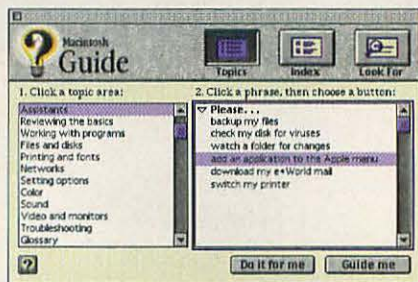 Macintosh
Guide
Topics
Index
Look For
1. Click a topic area:
2. Click a phrase, then choose a button:
Assistants
Reviewing the basics
Working with programs
Files and disks
Printing and fonts
Networks
Setting options
Color
Sound
Video and monitors
Troubleshooting
Glossary
Please...
backup my files
check my disk for viruses
watch a folder for changes
add an application to the Apple menu
download my e•World mail
switch my printer
?
Do it for me
Guide me